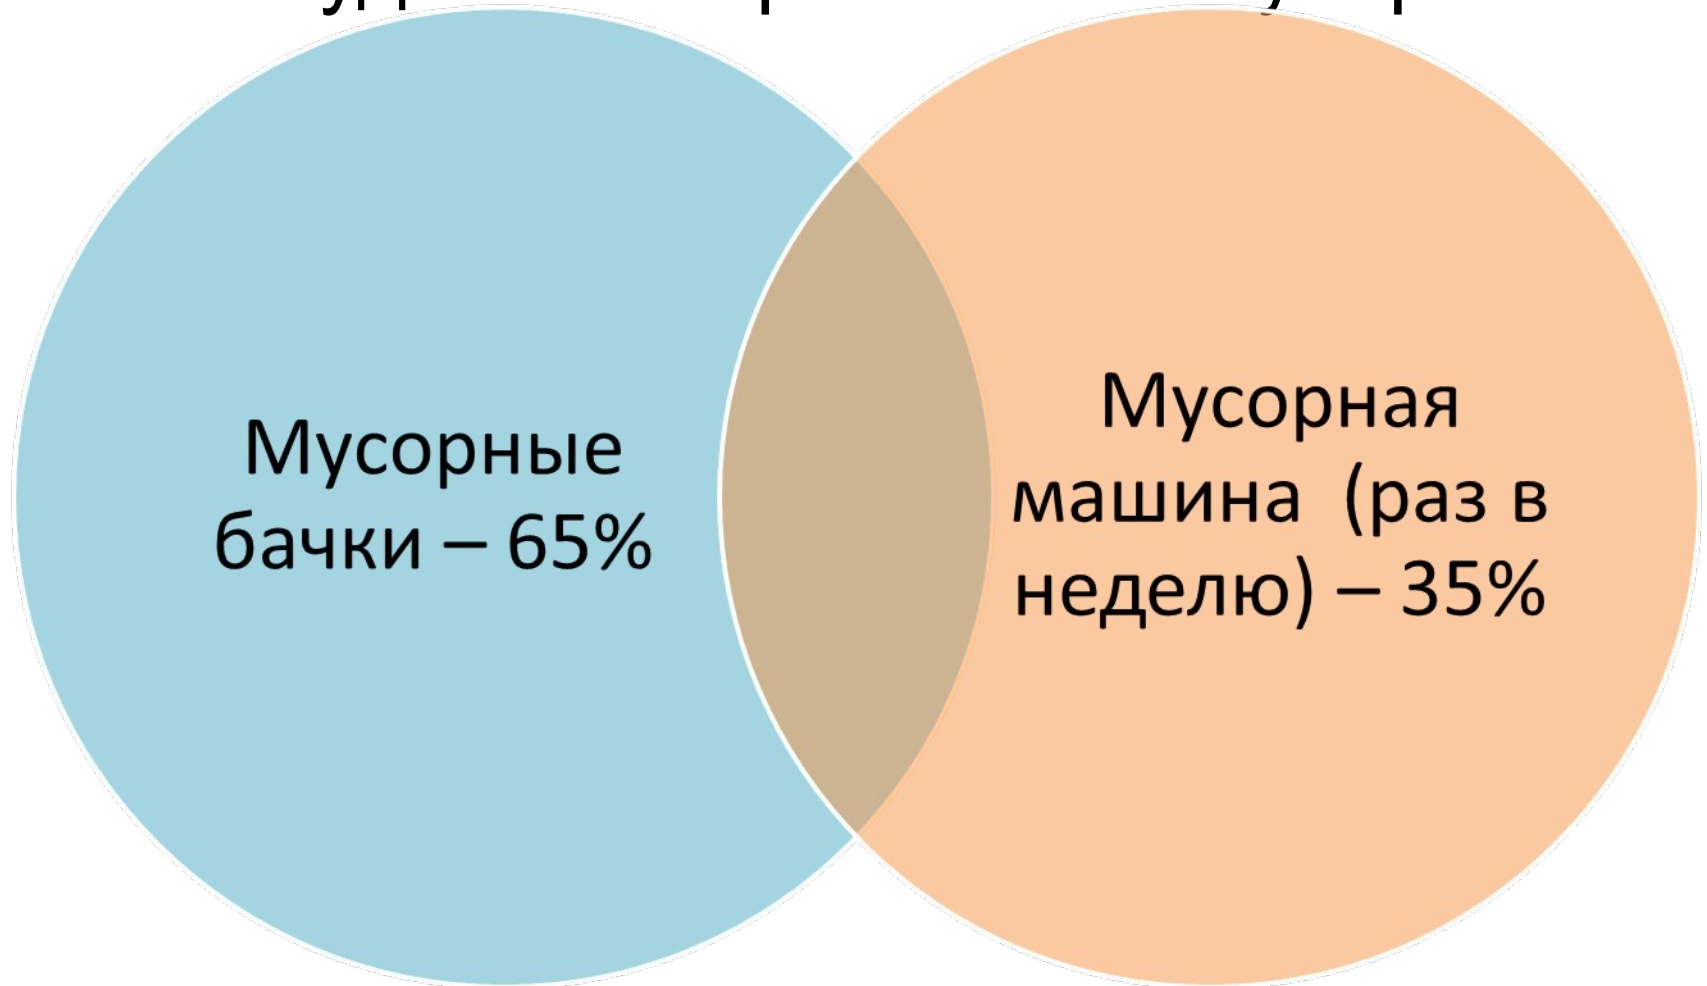 Мусорные
бачки – 65%
Мусорная
машина (раз в
неделю) – 35%